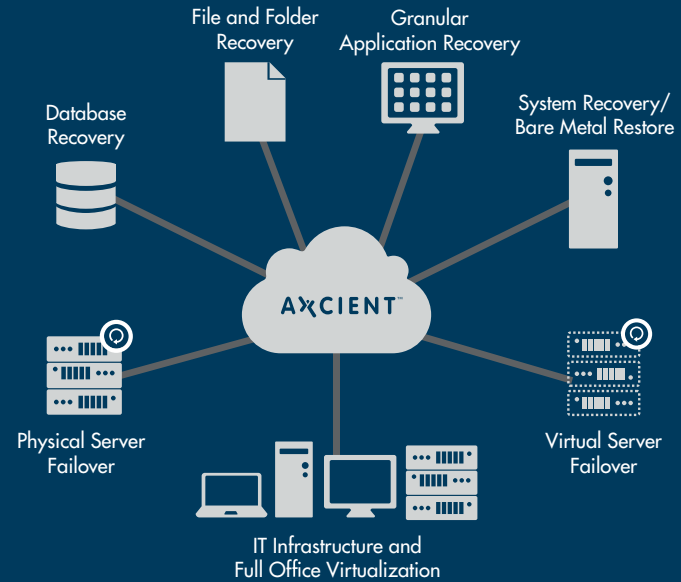 File and Folder
Recovery
Granular
Application Recovery
Database
Recovery
System Recovery/
Bare Metal Restore
AXCIENT™
Physical Server
Failover
Virtual Server
Failover
IT Infrastructure and
Full Office Virtualization